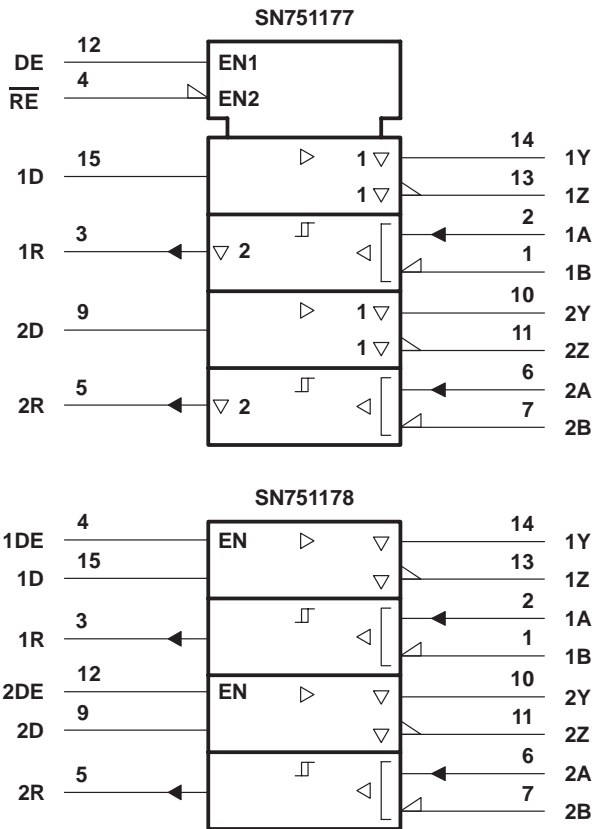 SN751177
DE 12 EN1
RE 4 EN2
1D 15 1 14 1Y
1 13 1Z
1R 3 2 2 1A
1 1B
2D 9 1 10 2Y
1 11 2Z
2R 5 2 6 2A
7 2B
SN751178
1DE 4 EN 14 1Y
1D 15 13 1Z
1R 3 2 1A
1 1B
2DE 12 EN 10 2Y
2D 9 11 2Z
2R 5 6 2A
7 2B